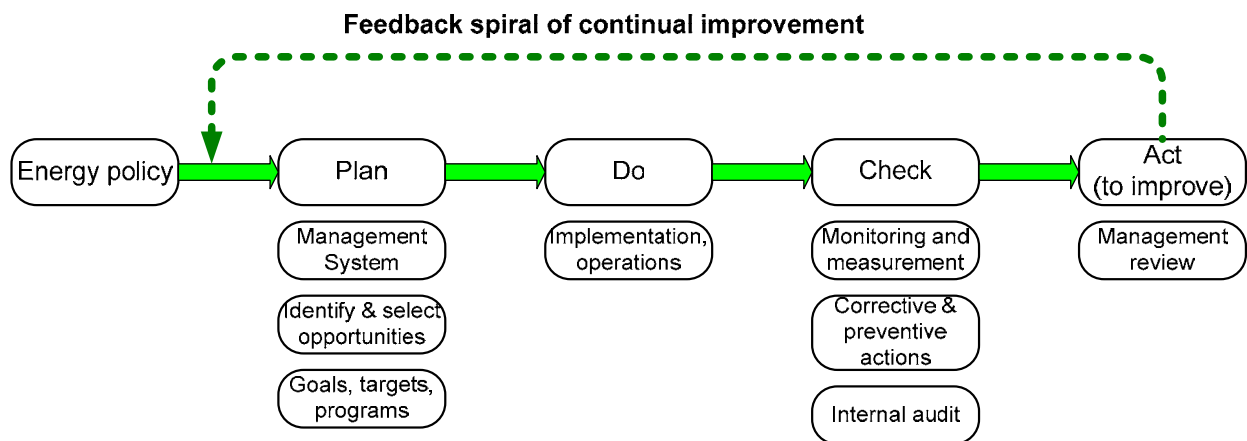 Feedback spiral of continual improvement
Energy policy
Plan
Do
Check
Act
(to improve)
Management
System
Implementation,
operations
Monitoring and
measurement
Management
review
Identify & select
opportunities
Corrective &
preventive
actions
Goals, targets,
programs
Internal audit